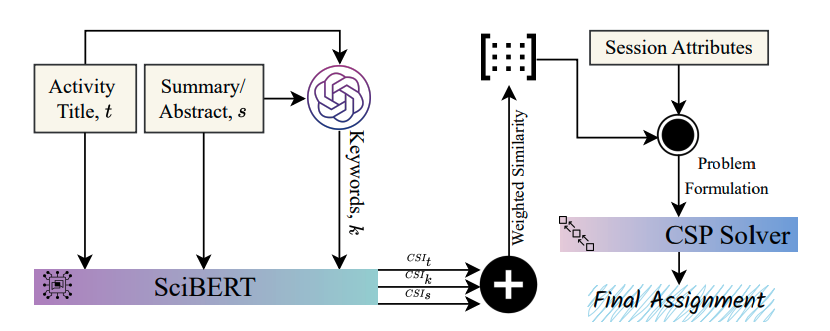 Activity
Title, t
Summary/
Abstract, s
Keywords, k
SciBERT
CSI_t
CSI_k
CSI_s
Weighted Similarity
Session Attributes
Problem
Formulation
CSP Solver
Final Assignment